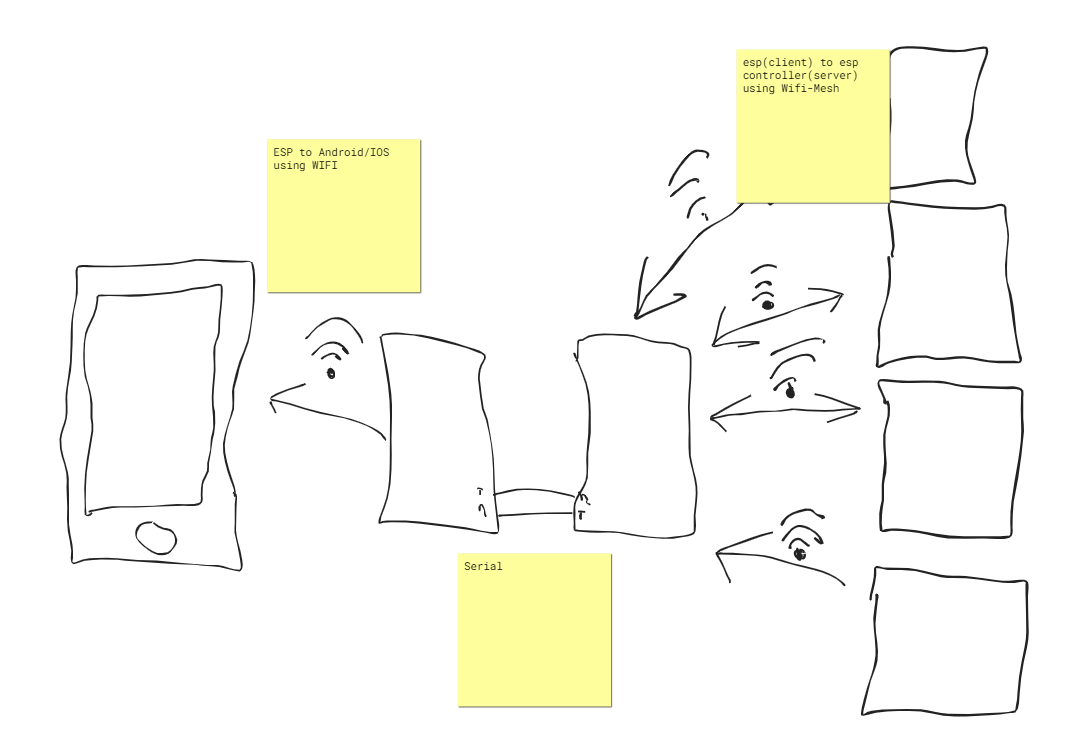 esp(client) to esp
controller(server)
using Wifi-Mesh
ESP to Android/IOS
using WIFI
Serial